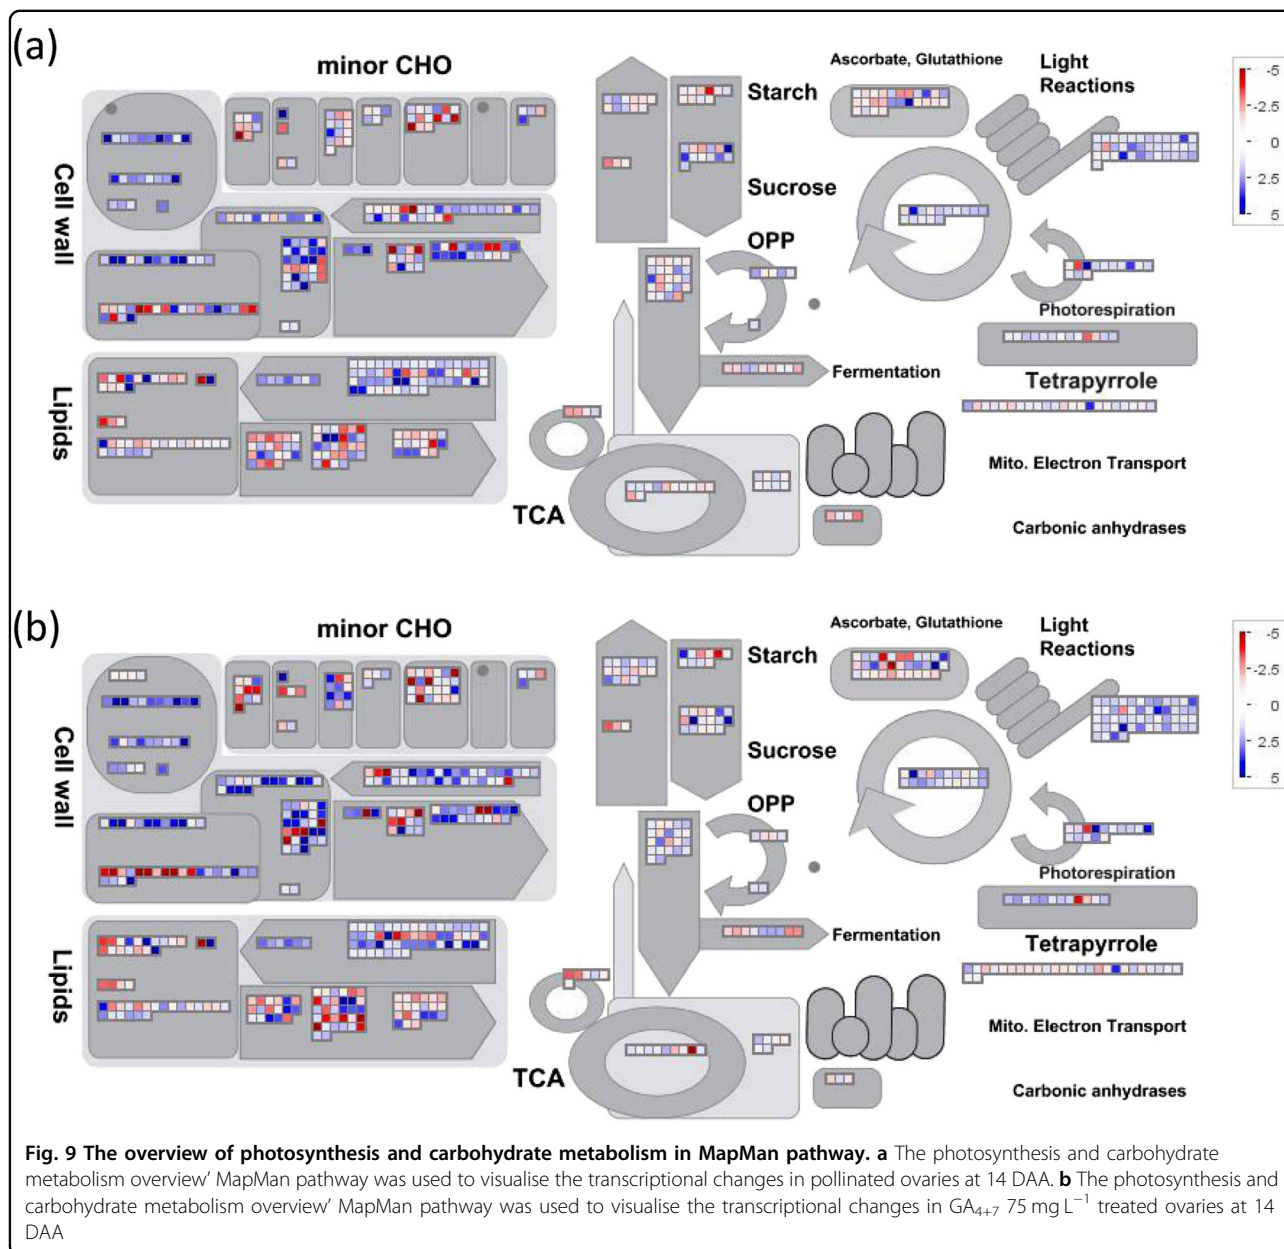 (a)
minor CHO
Cell wall
Lipids
Starch
Sucrose
OPP
Fermentation
TCA
Ascorbate, Glutathione
Light
Reactions
Photorespiration
Tetrapyrrole
Mito. Electron Transport
Carbonic anhydrases
-5
-2.5
0
2.5
5
(b)
minor CHO
Cell wall
Lipids
Starch
Sucrose
OPP
Fermentation
TCA
Ascorbate, Glutathione
Light
Reactions
Photorespiration
Tetrapyrrole
Mito. Electron Transport
Carbonic anhydrases
-5
-2.5
0
2.5
5
Fig. 9 The overview of photosynthesis and carbohydrate metabolism in MapMan pathway. a The photosynthesis and carbohydrate
metabolism overview’ MapMan pathway was used to visualise the transcriptional changes in pollinated ovaries at 14 DAA. b The photosynthesis and
carbohydrate metabolism overview’ MapMan pathway was used to visualise the transcriptional changes in GA4+7 75 mg L−1 treated ovaries at 14
DAA